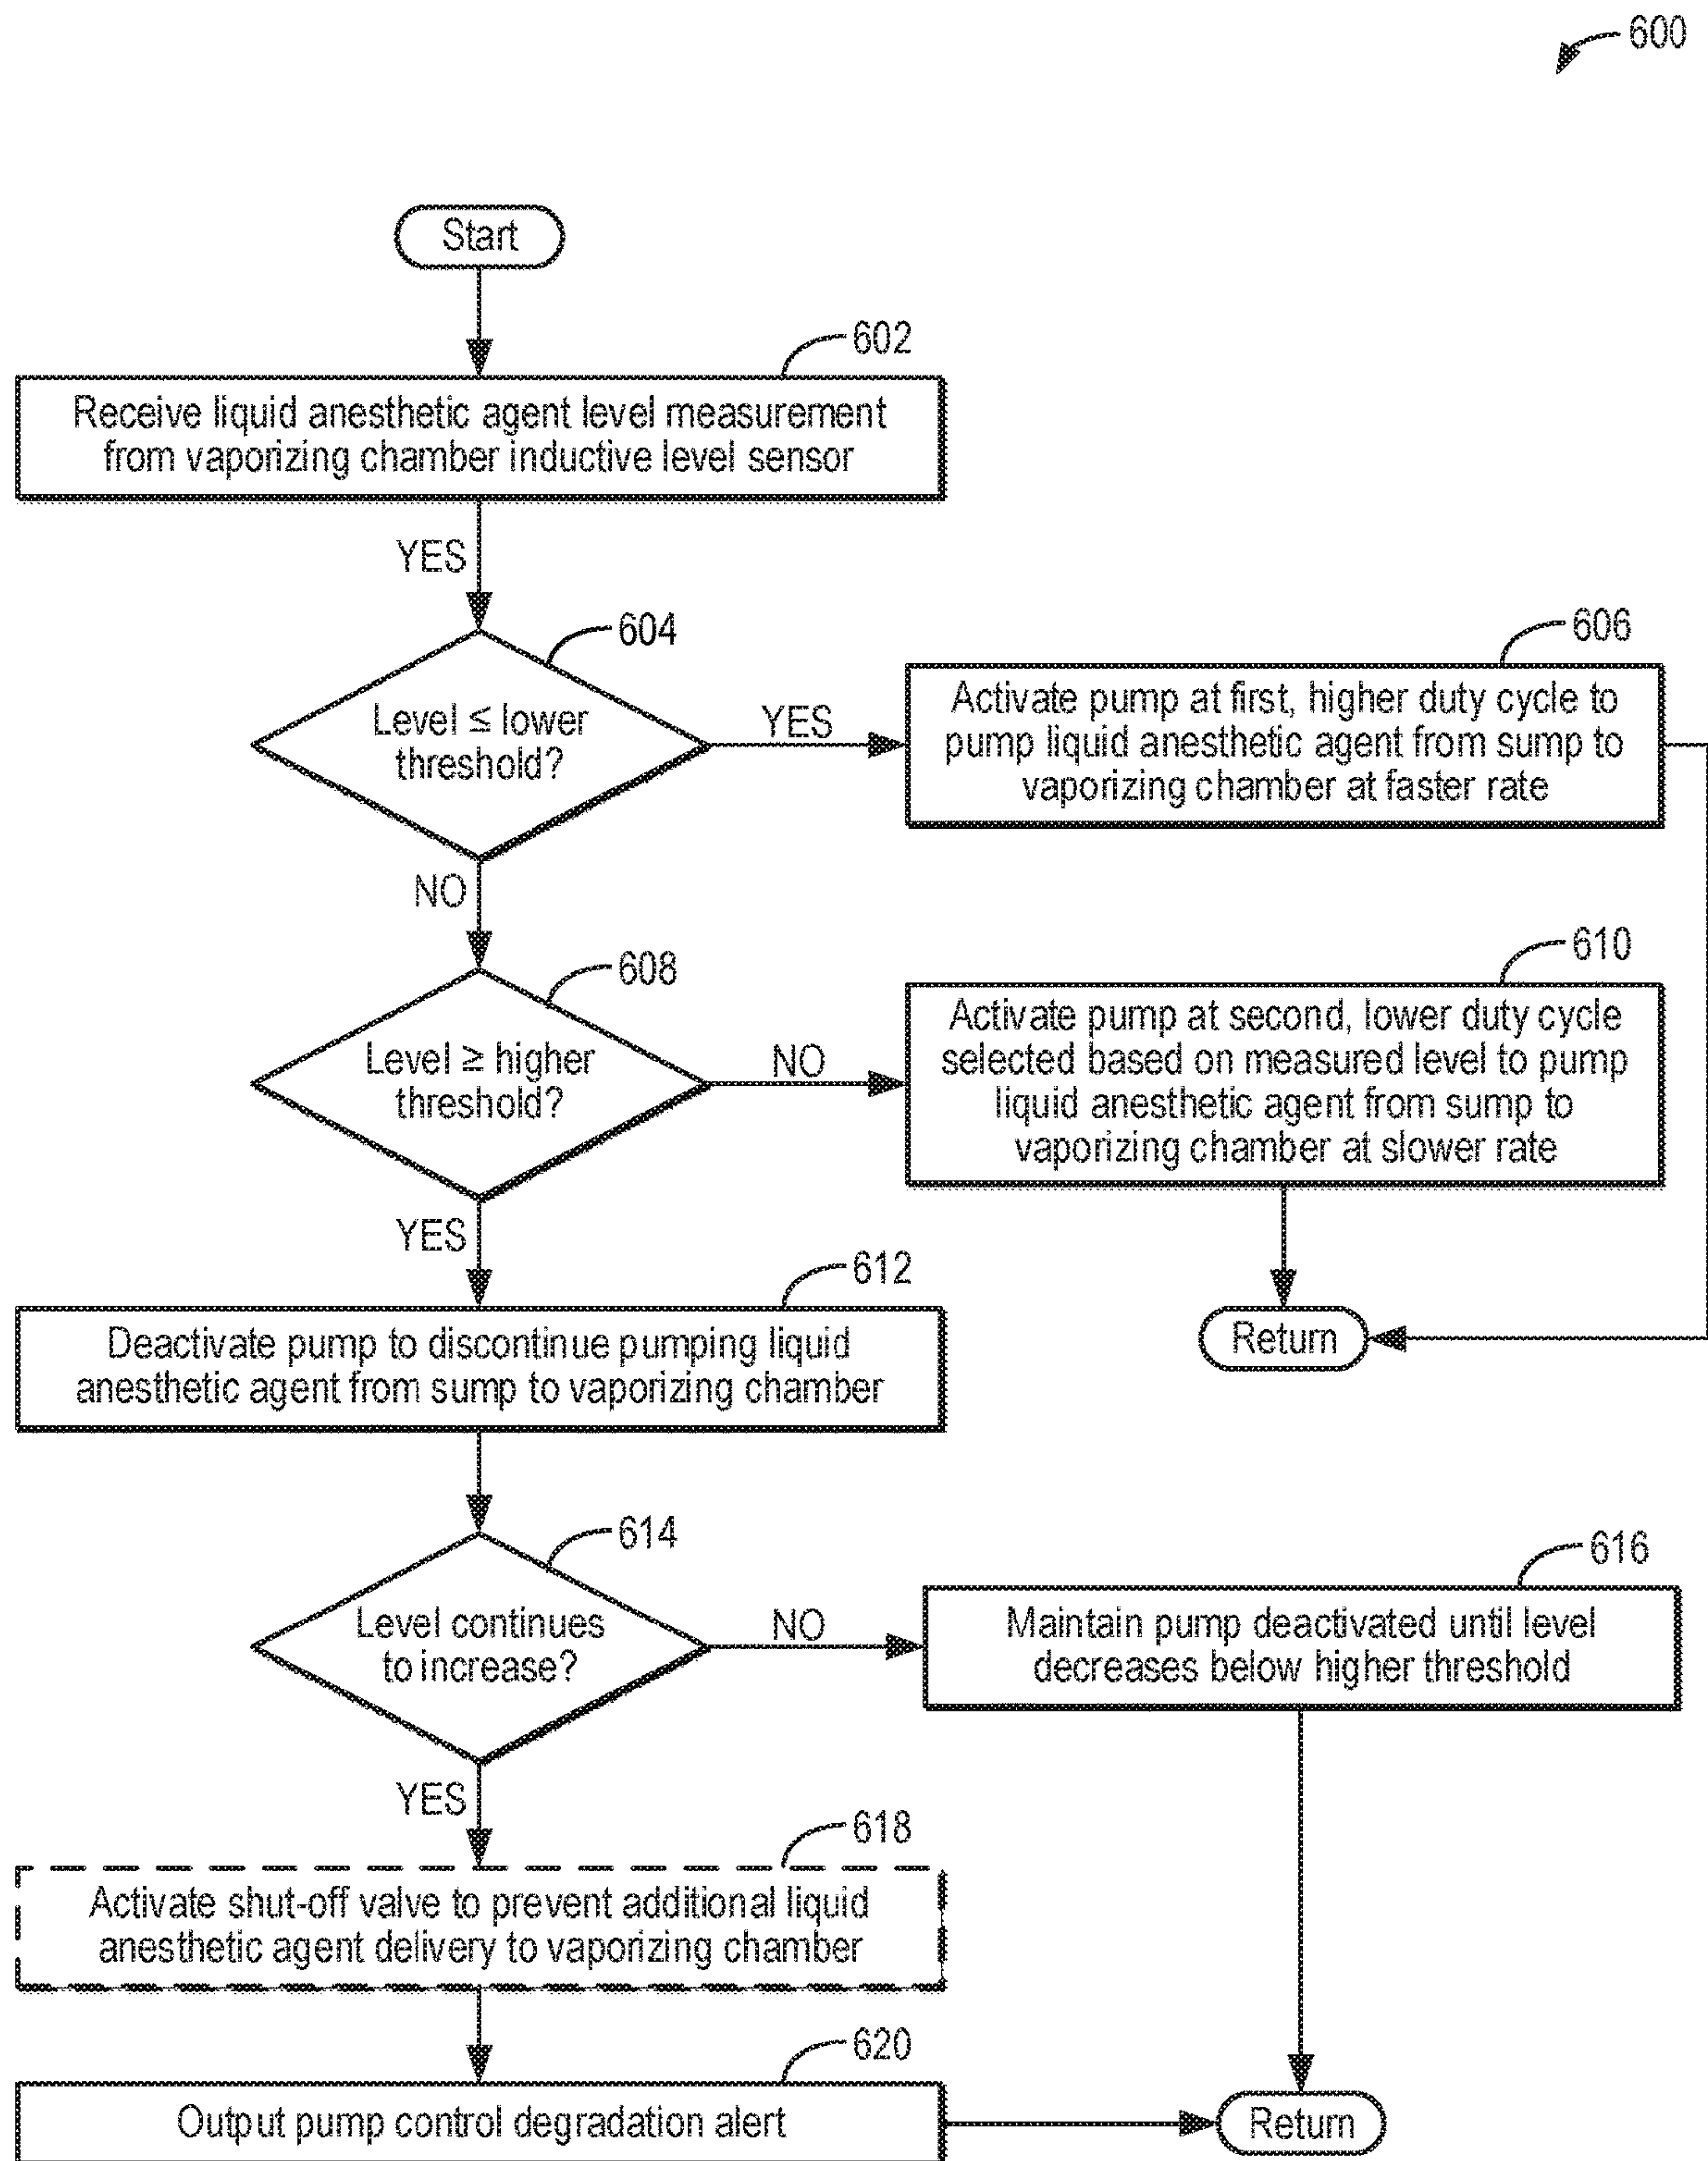 600
Start
602
Receive liquid anesthetic agent level measurement
from vaporizing chamber inductive level sensor
YES
604
Level ≤ lower
threshold?
YES
606
Activate pump at first, higher duty cycle to
pump liquid anesthetic agent from sump to
vaporizing chamber at faster rate
NO
608
Level ≥ higher
threshold?
NO
610
Activate pump at second, lower duty cycle
selected based on measured level to pump
liquid anesthetic agent from sump to
vaporizing chamber at slower rate
Return
YES
612
Deactivate pump to discontinue pumping liquid
anesthetic agent from sump to vaporizing chamber
614
Level continues
to increase?
NO
616
Maintain pump deactivated until level
decreases below higher threshold
YES
618
Activate shut-off valve to prevent additional liquid
anesthetic agent delivery to vaporizing chamber
620
Output pump control degradation alert
Return